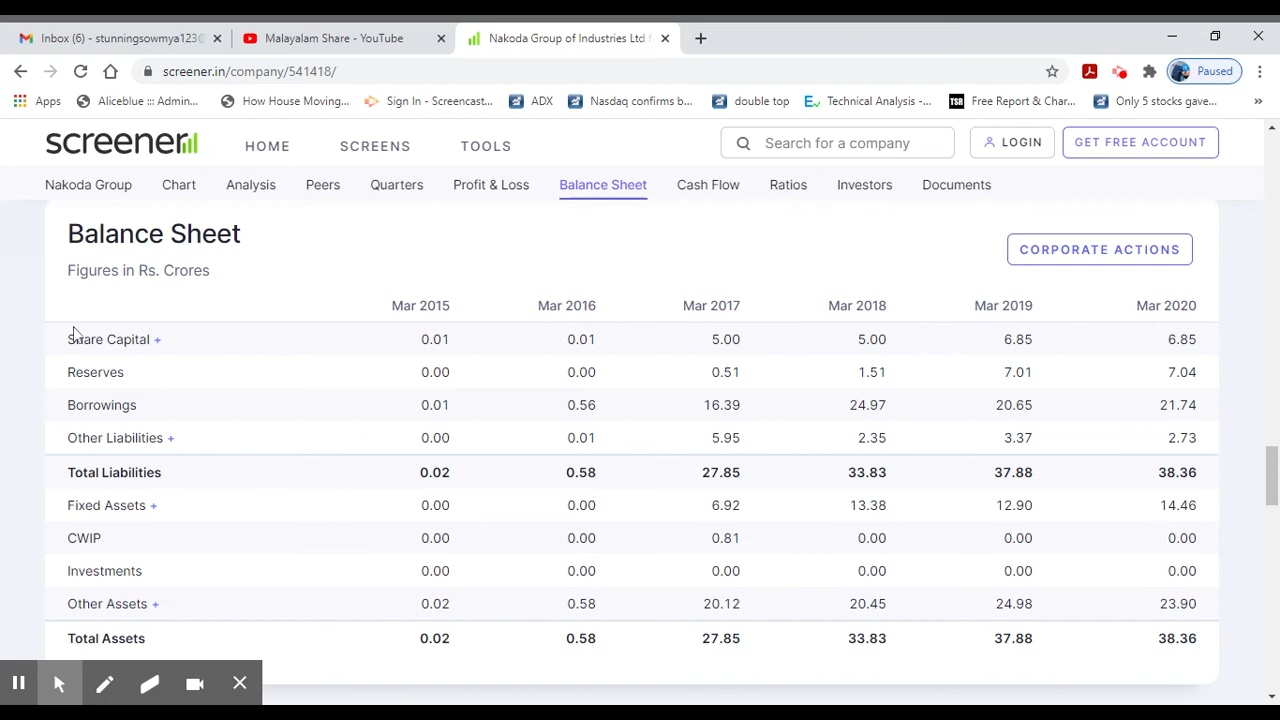 Inbox (6) - stunningsowmya123@
Malayalam Share - YouTube
Nakoda Group of Industries Ltd f
screener.in/company/541418/
Paused
Apps
Aliceblue ::: Admin...
How House Moving...
Sign In - Screencast...
ADX
Nasdaq confirms b...
double top
Technical Analysis -...
TSR Free Report & Char...
Only 5 stocks gave...
screener
HOME SCREENS TOOLS
Search for a company
LOGIN
GET FREE ACCOUNT
Nakoda Group Chart Analysis Peers Quarters Profit & Loss Balance Sheet Cash Flow Ratios Investors Documents
Balance Sheet
CORPORATE ACTIONS
Figures in Rs. Crores
Mar 2015 Mar 2016 Mar 2017 Mar 2018 Mar 2019 Mar 2020
Share Capital + 0.01 0.01 5.00 5.00 6.85 6.85
Reserves 0.00 0.00 0.51 1.51 7.01 7.04
Borrowings 0.01 0.56 16.39 24.97 20.65 21.74
Other Liabilities + 0.00 0.01 5.95 2.35 3.37 2.73
Total Liabilities 0.02 0.58 27.85 33.83 37.88 38.36
Fixed Assets + 0.00 0.00 6.92 13.38 12.90 14.46
CWIP 0.00 0.00 0.81 0.00 0.00 0.00
Investments 0.00 0.00 0.00 0.00 0.00 0.00
Other Assets + 0.02 0.58 20.12 20.45 24.98 23.90
Total Assets 0.02 0.58 27.85 33.83 37.88 38.36